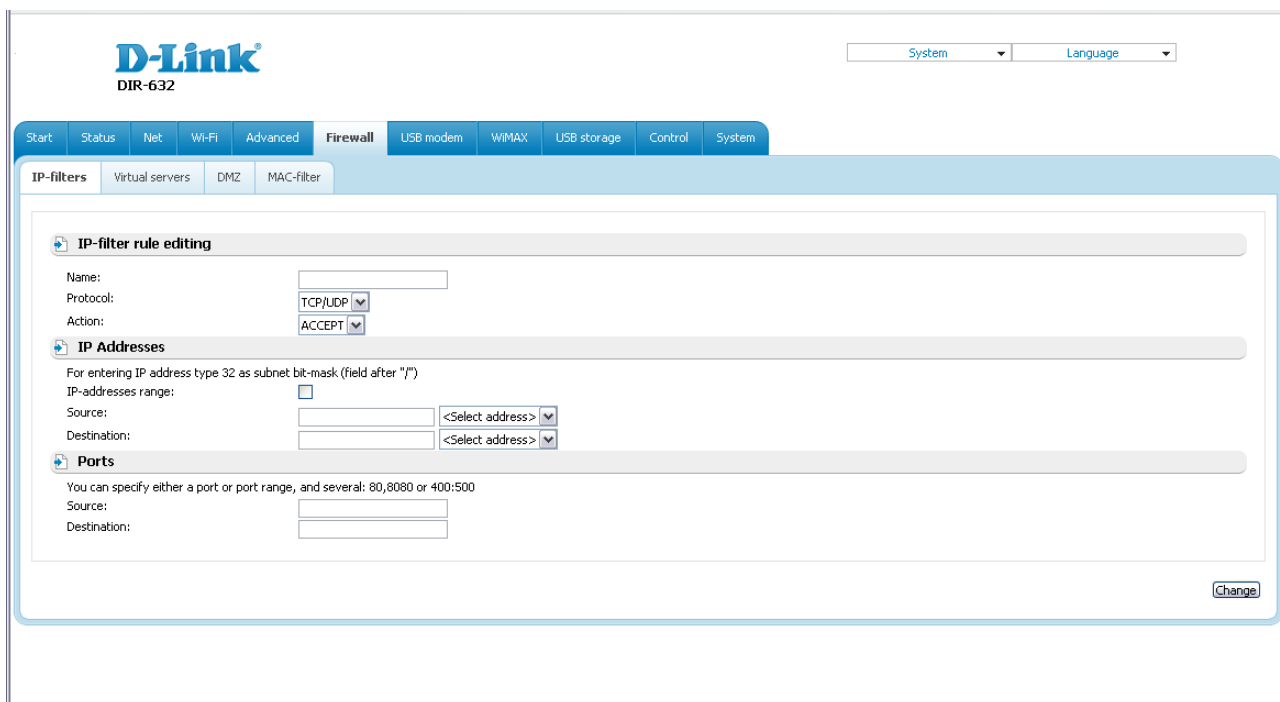 D-Link®
DIR-632
System Language
Start Status Net Wi-Fi Advanced Firewall USB modem WiMAX USB storage Control System
IP-filters Virtual servers DMZ MAC-filter
IP-filter rule editing
Name:
Protocol: TCP/UDP
Action: ACCEPT
IP Addresses
For entering IP address type 32 as subnet bit-mask (field after "/")
IP-addresses range:
Source: <Select address>
Destination: <Select address>
Ports
You can specify either a port or port range, and several: 80,8080 or 400:500
Source:
Destination:
Change